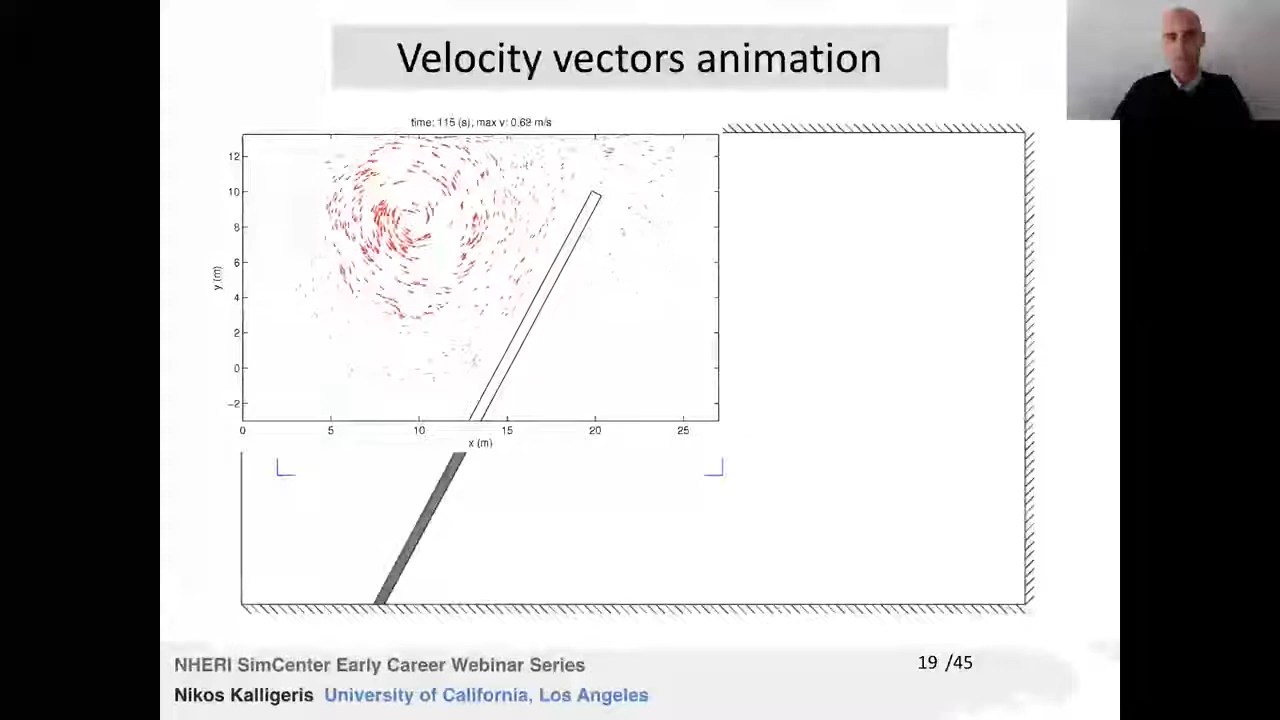 Velocity vectors animation
time: 115 (s), max v: 0.69 m/s
12
10
8
6
4
2
0
−2
y (m)
0 5 10 15 20 25
x (m)
NHERI SimCenter Early Career Webinar Series
19 /45
Nikos Kalligeris University of California, Los Angeles